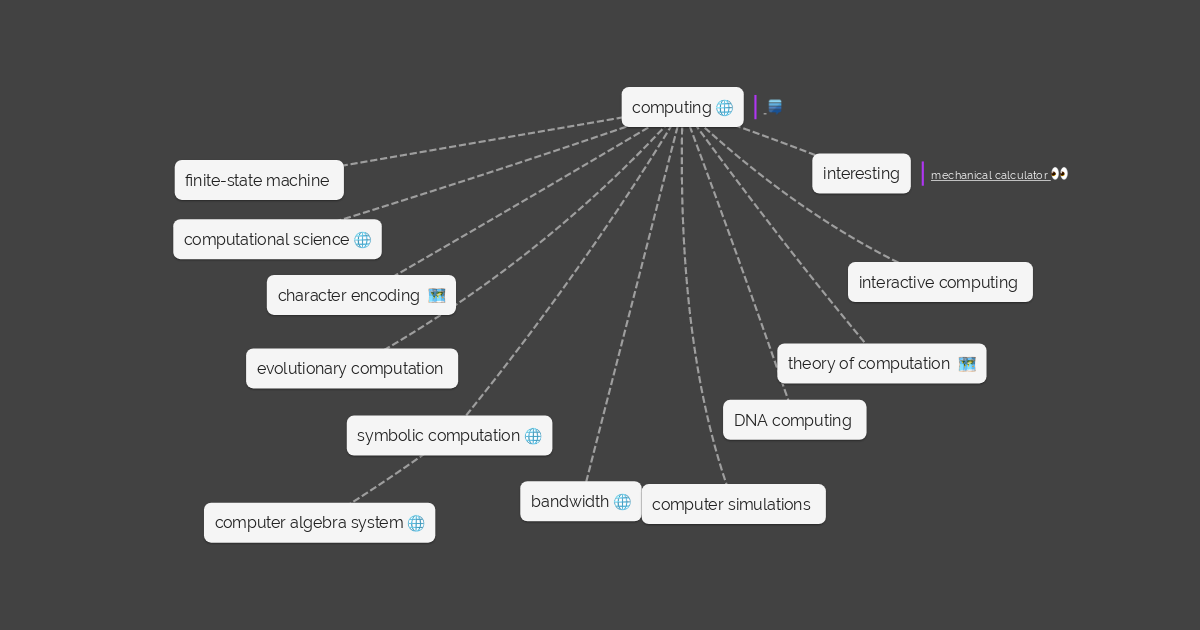 computing
interesting
mechanical calculator
finite-state machine
computational science
interactive computing
character encoding
theory of computation
evolutionary computation
DNA computing
symbolic computation
bandwidth
computer simulations
computer algebra system